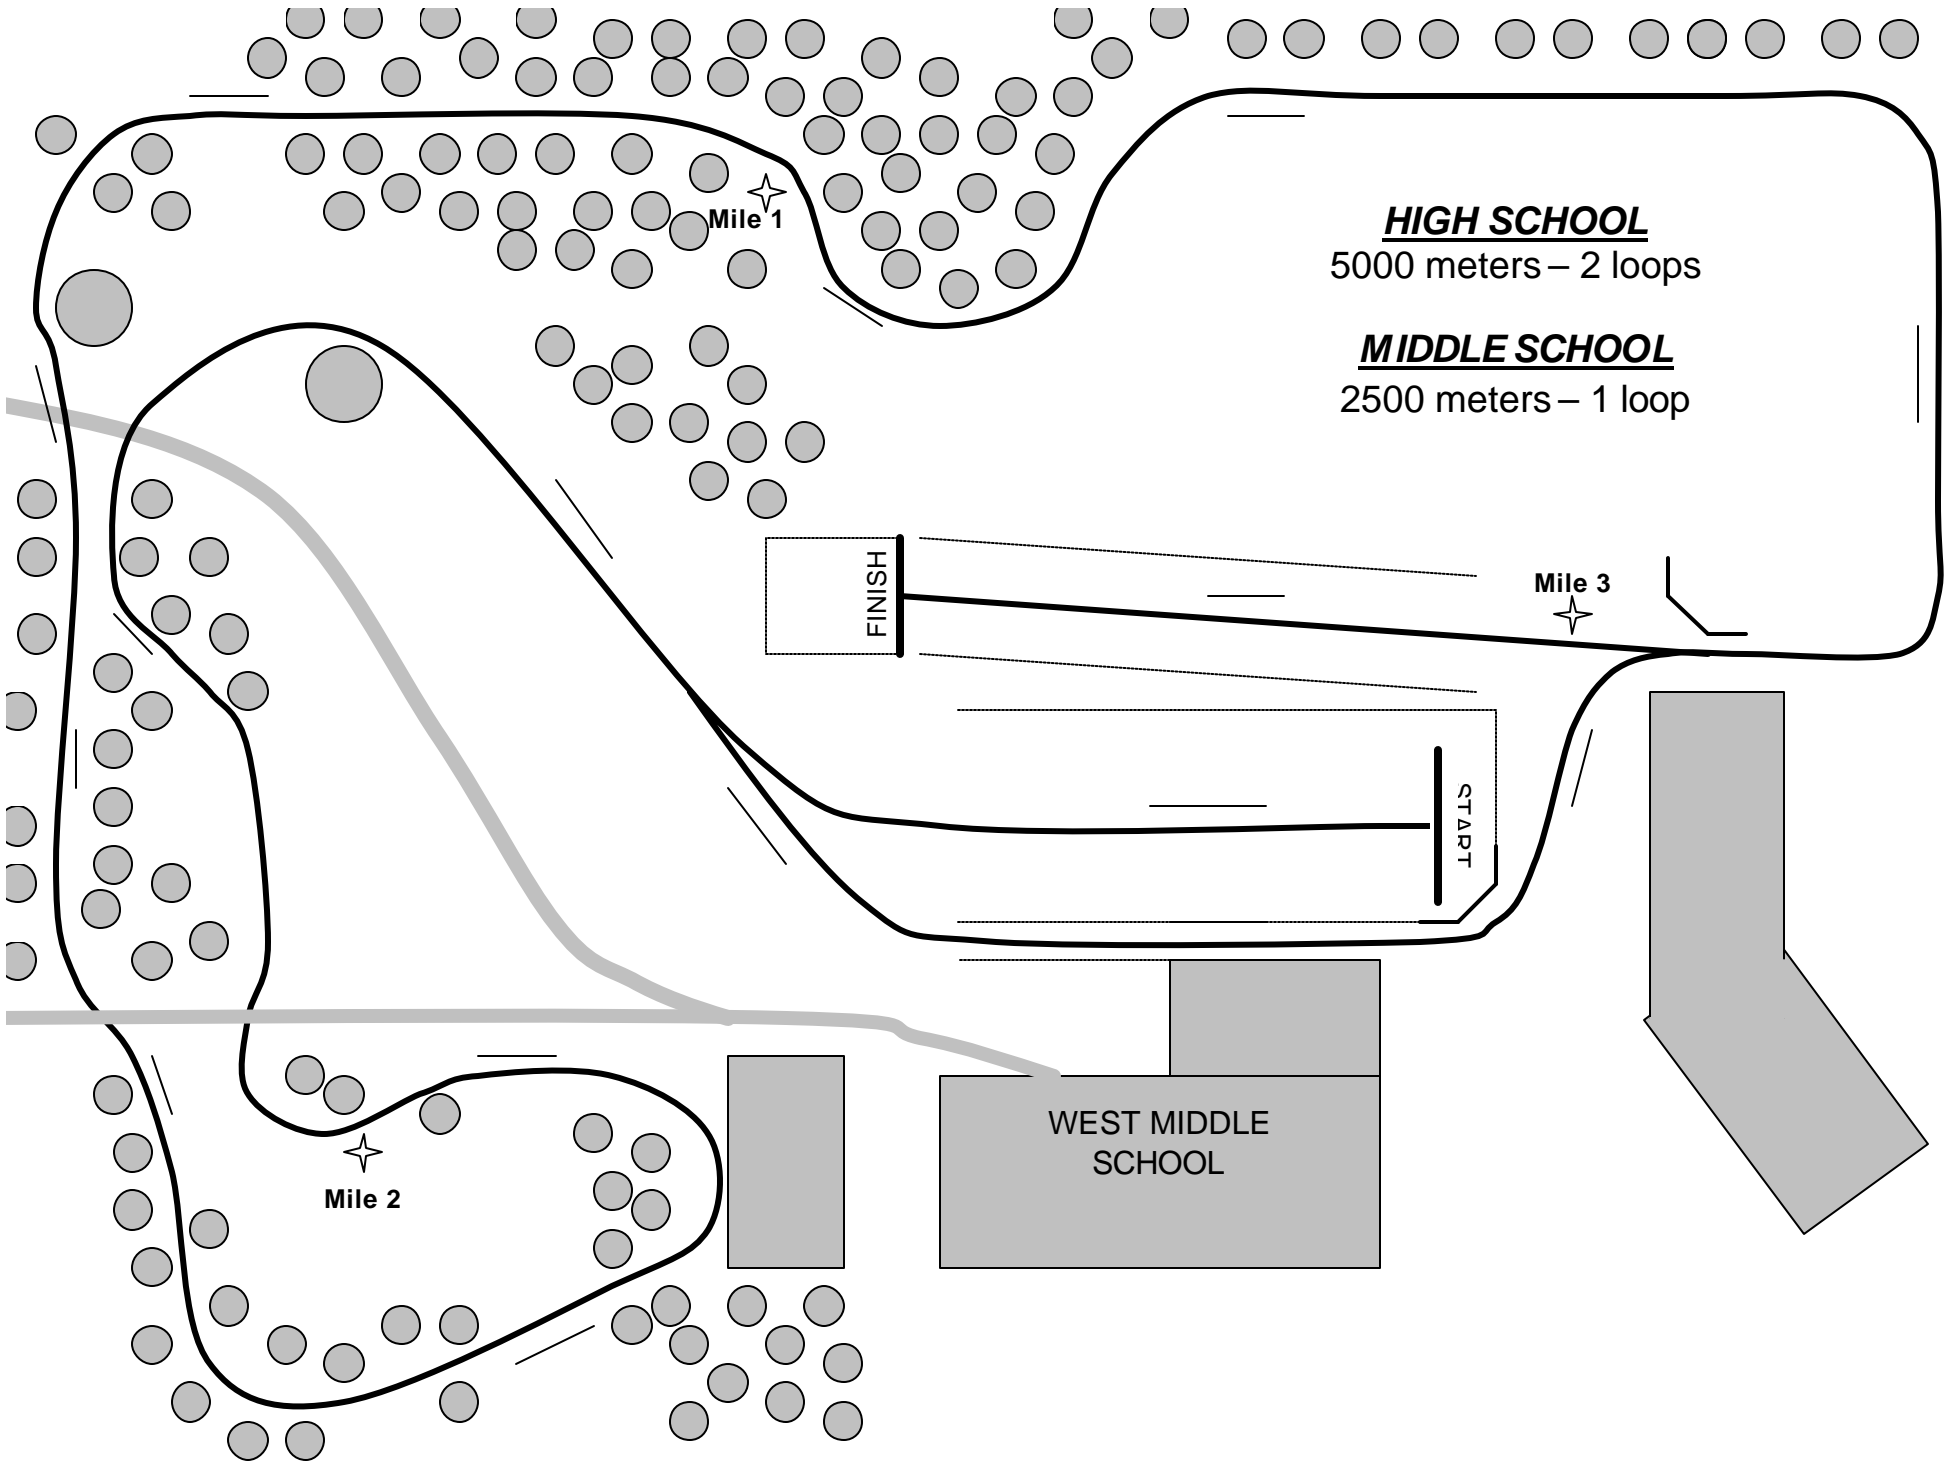 Mile 1
HIGH SCHOOL
5000 meters – 2 loops
MIDDLE SCHOOL
2500 meters – 1 loop
FINISH
Mile 3
START
WEST MIDDLE
SCHOOL
Mile 2